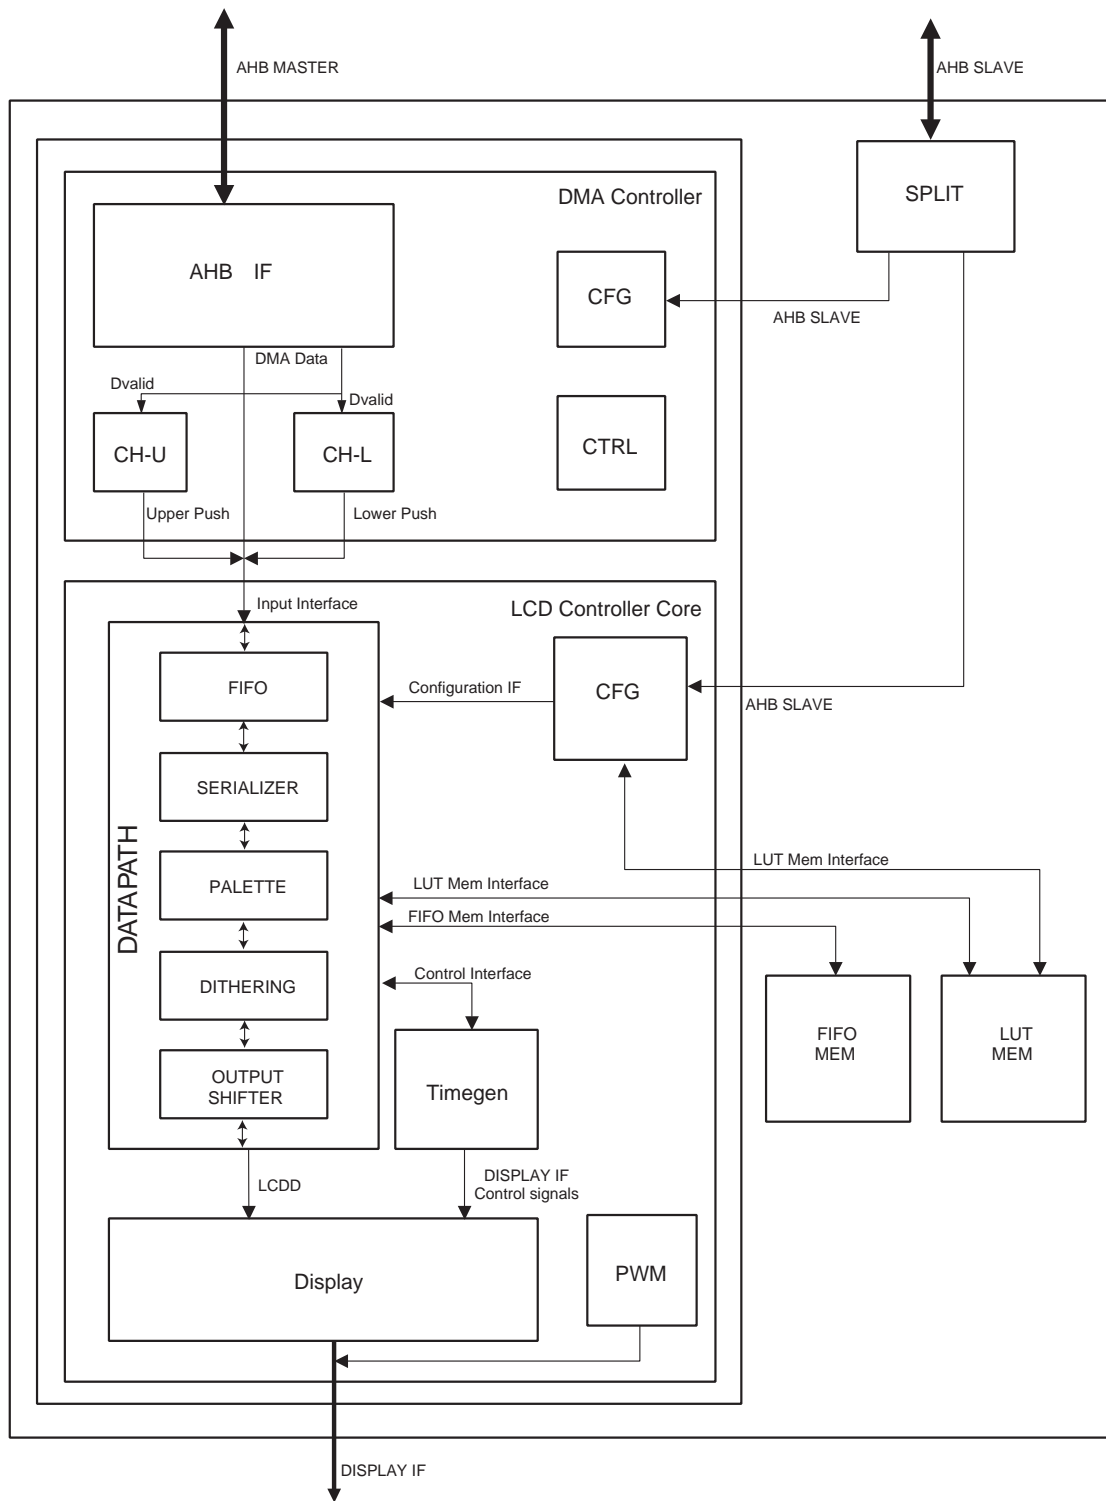 AHB MASTER
AHB SLAVE
DMA Controller
SPLIT
AHB IF
CFG
AHB SLAVE
DMA Data
Dvalid
Dvalid
CH-U
CH-L
CTRL
Upper Push
Lower Push
Input Interface
LCD Controller Core
FIFO
Configuration IF
CFG
AHB SLAVE
SERIALIZER
DATAPATH
PALETTE
LUT Mem Interface
LUT Mem Interface
FIFO Mem Interface
DITHERING
Control Interface
FIFO
MEM
LUT
MEM
OUTPUT
SHIFTER
Timegen
LCDD
DISPLAY IF
Control signals
Display
PWM
DISPLAY IF